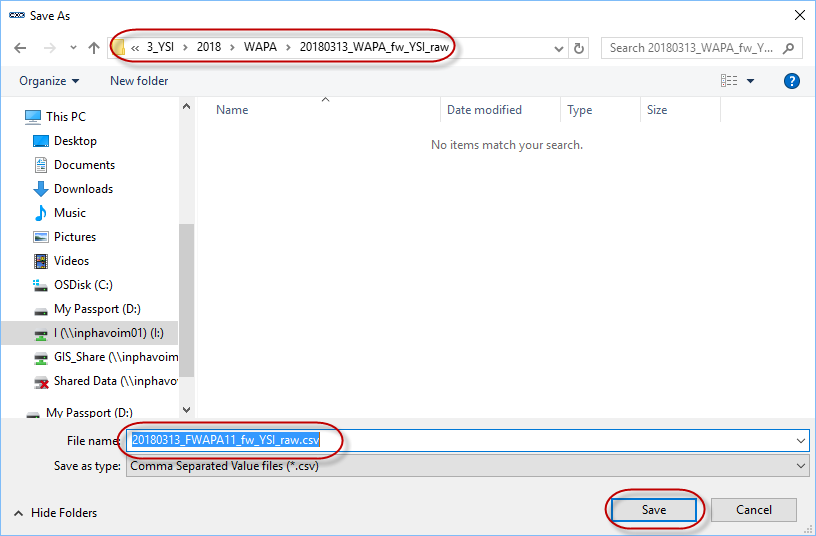 Save As
« 3_YSI > 2018 > WAPA > 20180313_WAPA_fw_YSI_raw
Search 20180313_WAPA_fw_Y...
Organize
New folder
?
Name
Date modified
Type
Size
No items match your search.
This PC
Desktop
Documents
Downloads
Music
Pictures
Videos
OSDisk (C:)
My Passport (D:)
I (\\inphavoim01) (I:)
GIS_Share (\\inphavoim
Shared Data (\\inphavo
My Passport (D:)
File name: 20180313_FWAPA11_fw_YSI_raw.csv
Save as type: Comma Separated Value files (*.csv)
Hide Folders
Save
Cancel